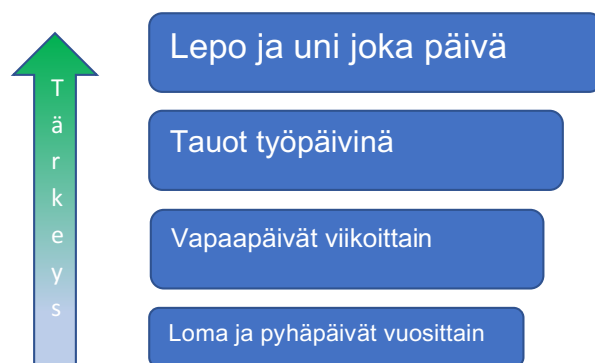 Tärkeys
Lepo ja uni joka päivä
Tauot työpäivinä
Vapaapäivät viikoittain
Loma ja pyhäpäivät vuosittain